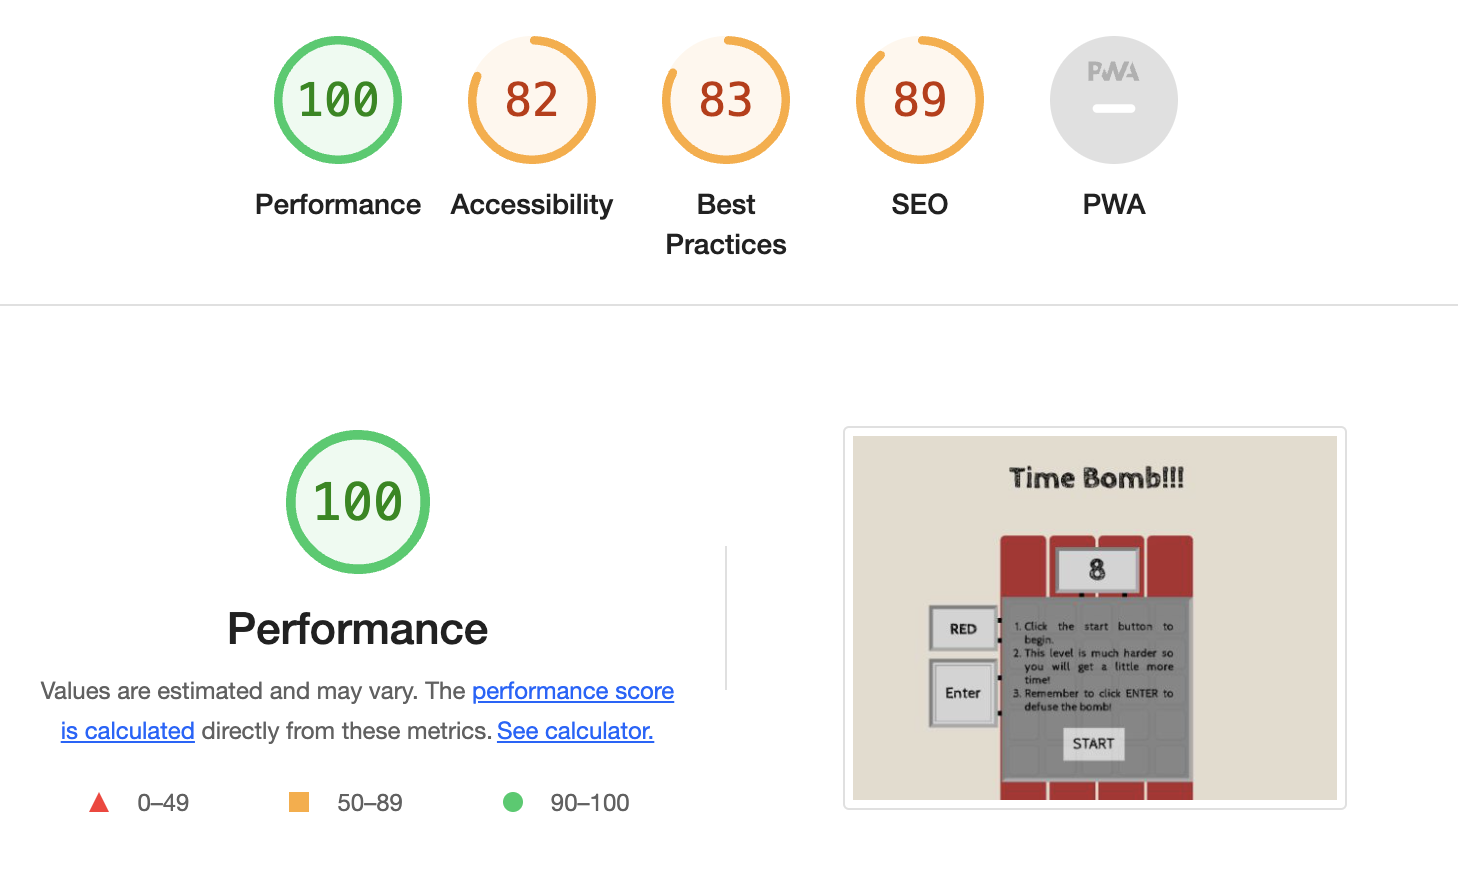 100
82
83
89
PWA
Performance
Accessibility
Best
Practices
SEO
PWA
100
Performance
Values are estimated and may vary. The performance score
is calculated directly from these metrics. See calculator.
0–49
50–89
90–100
Time Bomb!!!
8
RED
Enter
1. Click the start button to
begin.
2. This level is much harder so
you will get a little more
time!
3. Remember to click ENTER to
defuse the bomb!
START